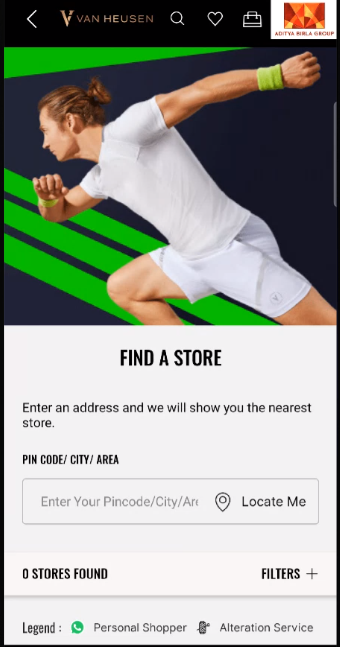 VAN HEUSEN
ADITYA BIRLA GROUP
FIND A STORE
Enter an address and we will show you the nearest
store.
PIN CODE/ CITY/ AREA
Enter Your Pincode/City/Are Locate Me
0 STORES FOUND FILTERS +
Legend : Personal Shopper Alteration Service